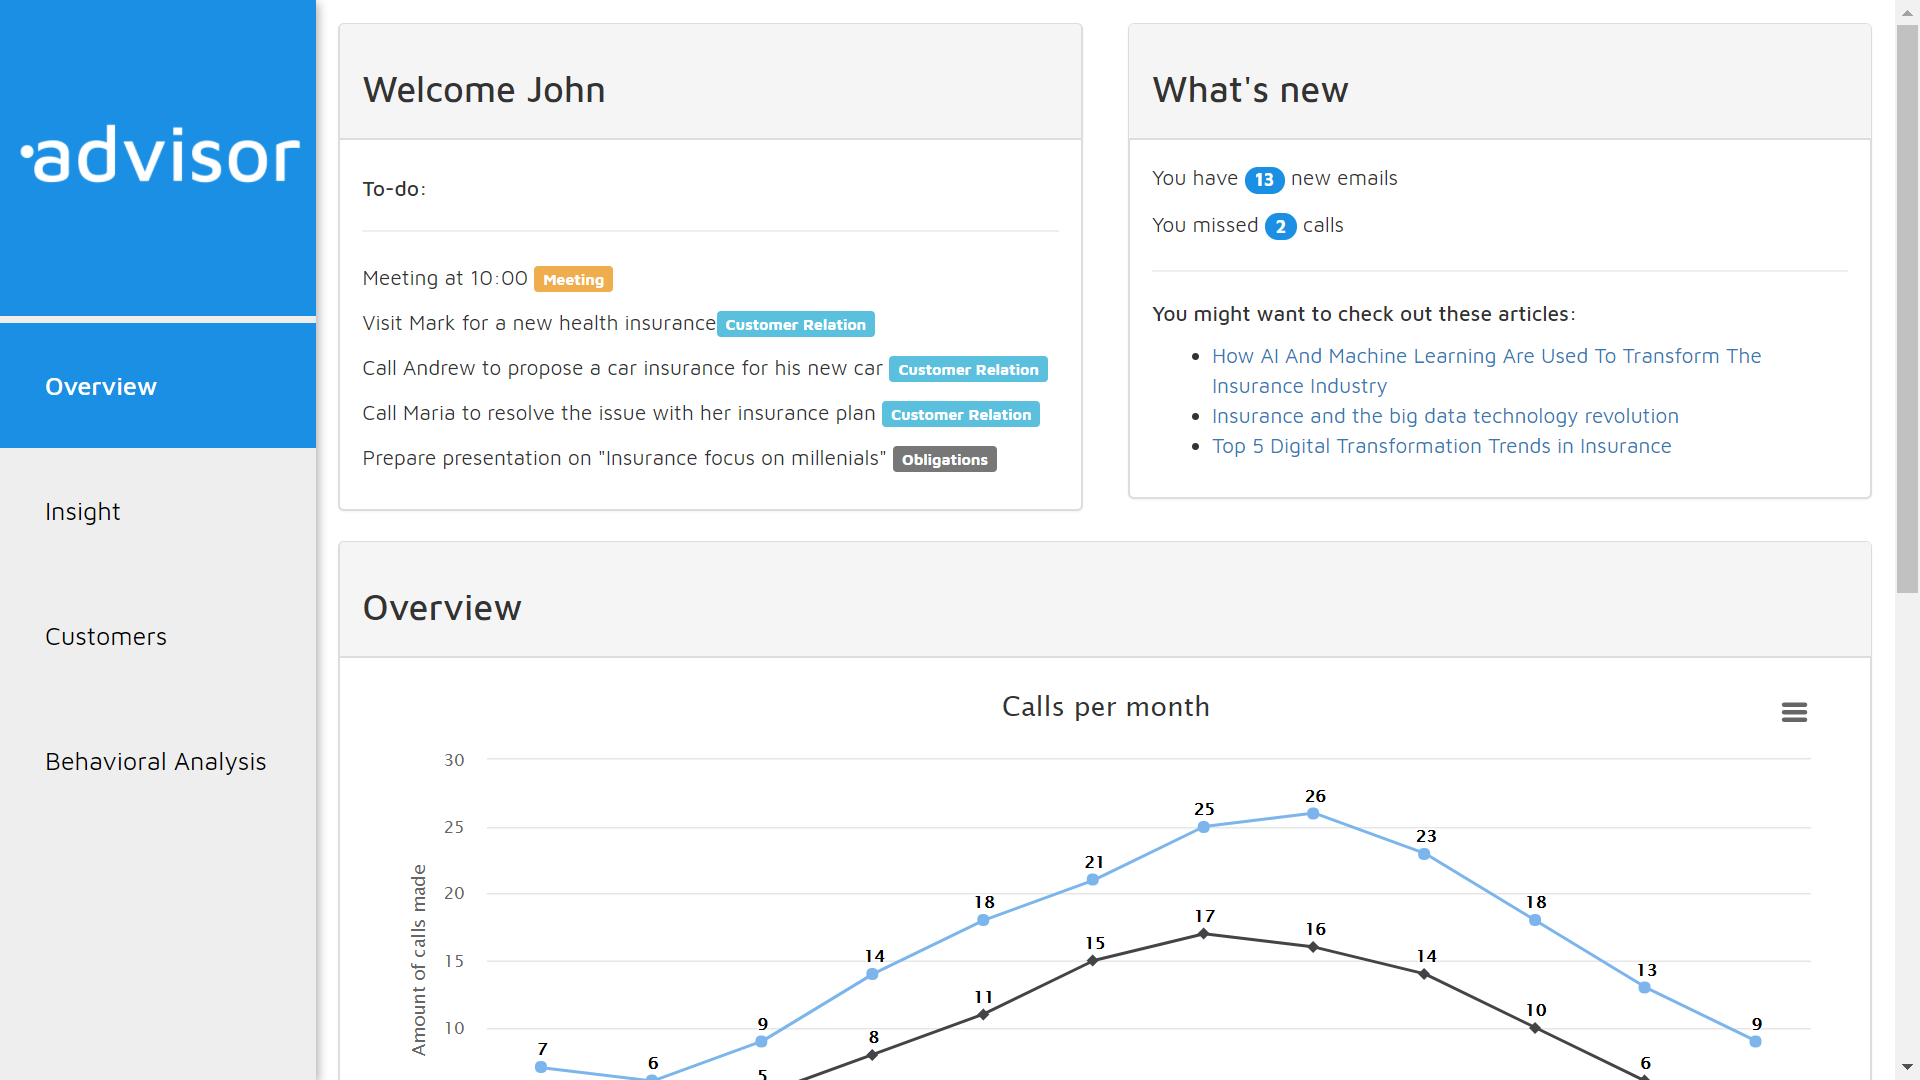 advisor
Overview
Insight
Customers
Behavioral Analysis
Welcome John
To-do:
Meeting at 10:00 Meeting
Visit Mark for a new health insurance Customer Relation
Call Andrew to propose a car insurance for his new car Customer Relation
Call Maria to resolve the issue with her insurance plan Customer Relation
Prepare presentation on "Insurance focus on millenials" Obligations
What's new
You have 13 new emails
You missed 2 calls
You might want to check out these articles:
How AI And Machine Learning Are Used To Transform The
Insurance Industry
Insurance and the big data technology revolution
Top 5 Digital Transformation Trends in Insurance
Overview
Calls per month
Amount of calls made
30
25
20
15
10
7
6
9
14
18
21
25
26
23
18
13
9
5
8
11
15
17
16
14
10
6